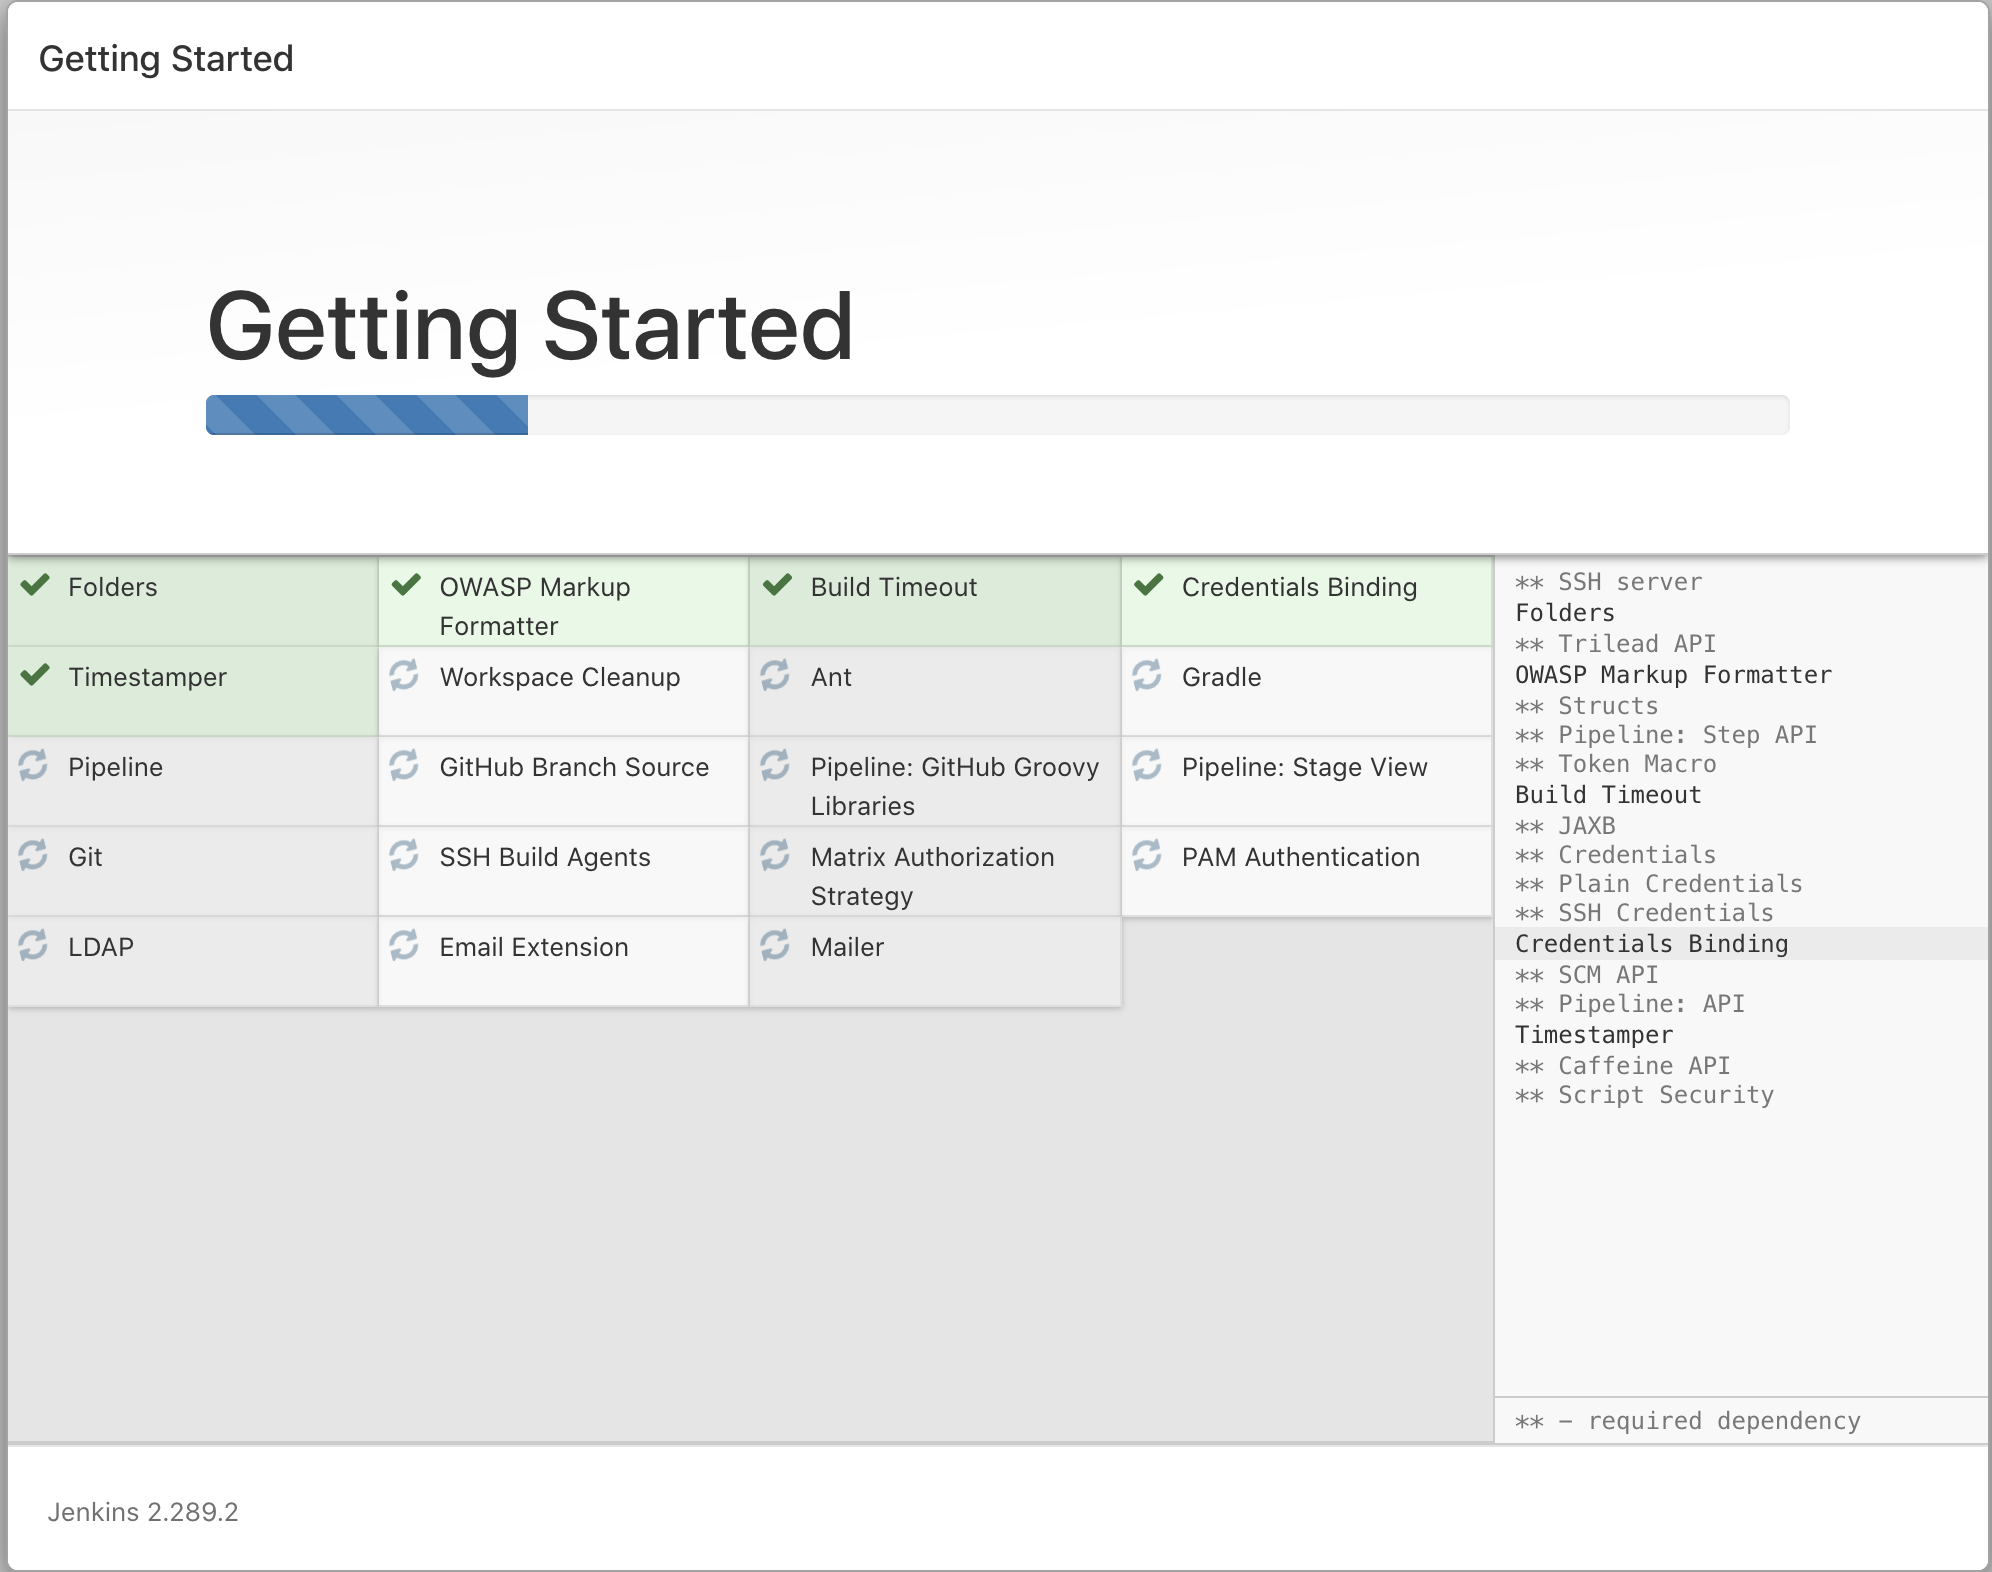 Getting Started
Getting Started
Folders
OWASP Markup
Formatter
Build Timeout
Credentials Binding
Timestamper
Workspace Cleanup
Ant
Gradle
Pipeline
GitHub Branch Source
Pipeline: GitHub Groovy
Libraries
Pipeline: Stage View
Git
SSH Build Agents
Matrix Authorization
Strategy
PAM Authentication
LDAP
Email Extension
Mailer
** SSH server
Folders
** Trilead API
OWASP Markup Formatter
** Structs
** Pipeline: Step API
** Token Macro
Build Timeout
** JAXB
** Credentials
** Plain Credentials
** SSH Credentials
Credentials Binding
** SCM API
** Pipeline: API
Timestamper
** Caffeine API
** Script Security
** - required dependency
Jenkins 2.289.2